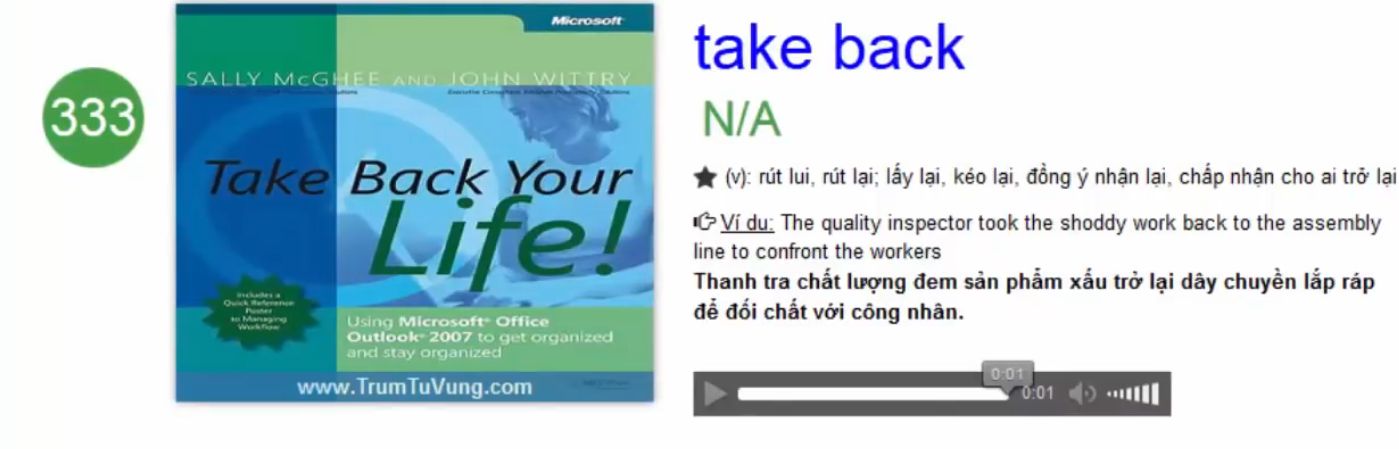 333
Microsoft
SALLY MCGHEE AND JOHN WITTRY
Take Back Your
Life!
Includes a
Quick Reference
Poster
to Managing
Workflow
Using Microsoft® Office
Outlook® 2007 to get organized
and stay organized
www.TrumTuVung.com
take back
N/A
(v): rút lui, rút lại; lấy lại, kéo lại, đồng ý nhận lại, chấp nhận cho ai trở lại
Ví du: The quality inspector took the shoddy work back to the assembly
line to confront the workers
Thanh tra chất lượng đem sản phẩm xấu trở lại dây chuyền lắp ráp
để đối chất với công nhân.
0:01
0:01